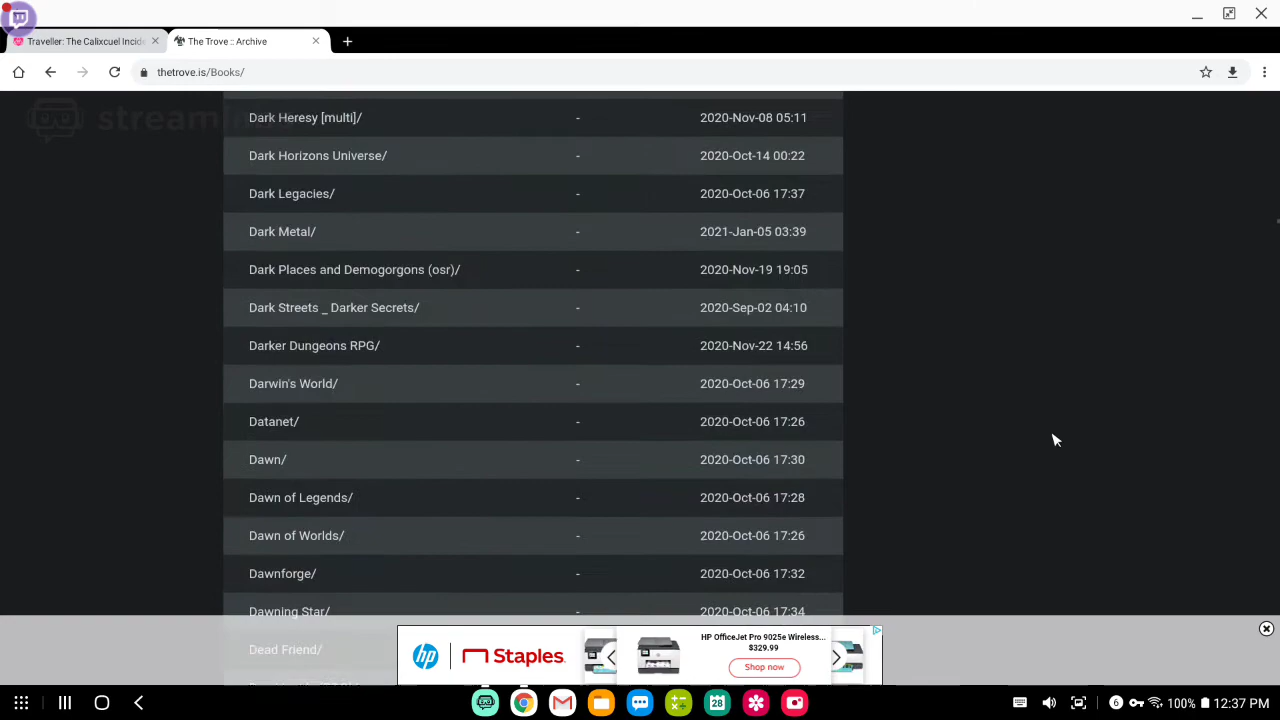 Traveller: The Calixcuel Incide
The Trove :: Archive
thetrove.is/Books/
Dark Heresy [multi]/ - 2020-Nov-08 05:11
Dark Horizons Universe/ - 2020-Oct-14 00:22
Dark Legacies/ - 2020-Oct-06 17:37
Dark Metal/ - 2021-Jan-05 03:39
Dark Places and Demogorgons (osr)/ - 2020-Nov-19 19:05
Dark Streets _ Darker Secrets/ - 2020-Sep-02 04:10
Darker Dungeons RPG/ - 2020-Nov-22 14:56
Darwin's World/ - 2020-Oct-06 17:29
Datanet/ - 2020-Oct-06 17:26
Dawn/ - 2020-Oct-06 17:30
Dawn of Legends/ - 2020-Oct-06 17:28
Dawn of Worlds/ - 2020-Oct-06 17:26
Dawnforge/ - 2020-Oct-06 17:32
Dawning Star/ - 2020-Oct-06 17:34
Dead Friend/
hp Staples
HP OfficeJet Pro 9025e Wireless...
$329.99
Shop now
28
6 100% 12:37 PM